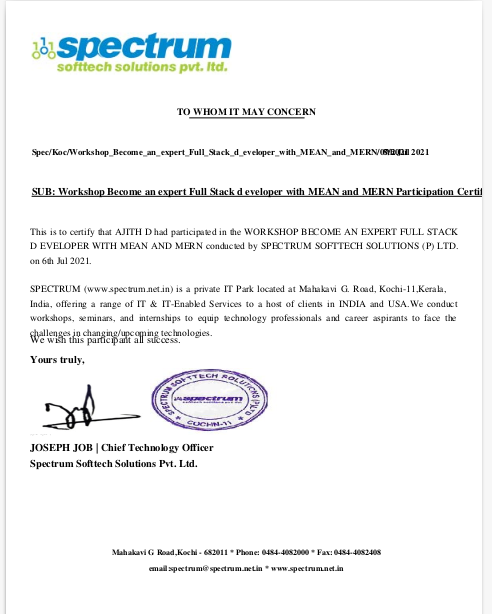 spectrum
softtech solutions pvt. ltd.
TO WHOM IT MAY CONCERN
Spec/Koc/Workshop_Become_an_expert_Full_Stack_d_eveloper_with_MEAN_and_MERN/ Jul 2021
SUB: Workshop Become an expert Full Stack d eveloper with MEAN and MERN Participation Certif
This is to certify that AJITH D had participated in the WORKSHOP BECOME AN EXPERT FULL STACK
D EVELOPER WITH MEAN AND MERN conducted by SPECTRUM SOFTTECH SOLUTIONS (P) LTD.
on 6th Jul 2021.
SPECTRUM (www.spectrum.net.in) is a private IT Park located at Mahakavi G. Road, Kochi-11,Kerala,
India, offering a range of IT & IT-Enabled Services to a host of clients in INDIA and USA.We conduct
workshops, seminars, and internships to equip technology professionals and career aspirants to face the
challenges in changing/upcoming technologies.
We wish this participant all success.
Yours truly,
SPECTRUM SOFTTECH SOLUTIONS (P) LTD.
spectrum
COCHIN-11
JOSEPH JOB | Chief Technology Officer
Spectrum Softtech Solutions Pvt. Ltd.
Mahakavi G Road,Kochi - 682011 * Phone: 0484-4082000 * Fax: 0484-4082408
email:spectrum@spectrum.net.in * www.spectrum.net.in